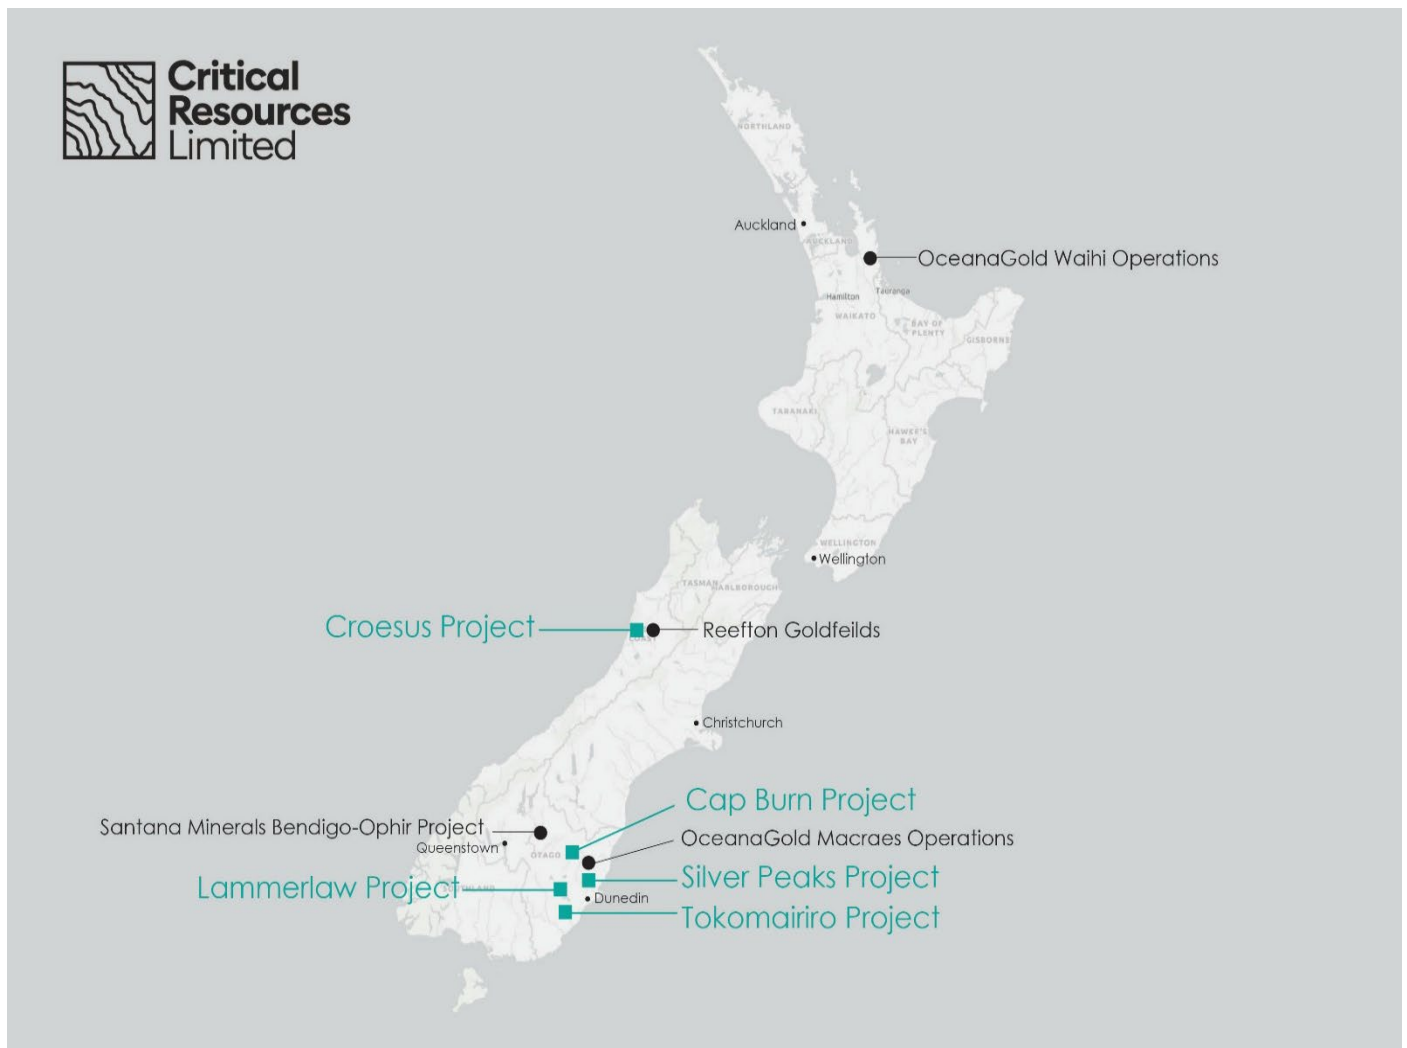 Critical
Resources
Limited
NORTHLAND
Auckland
AUCKLAND
OceanaGold Waihi Operations
Hamilton
Tauranga
WAIKATO
BAY OF
PLENTY
GISBORNE
TARANAKI
HAWKE'S
BAY
WELLINGTON
Wellington
TASMAN
MARLBOROUGH
Croesus Project
Reefton Goldfeilds
COAST
Christchurch
Cap Burn Project
Santana Minerals Bendigo-Ophir Project
OceanaGold Macraes Operations
Queenstown
OTAGO
Silver Peaks Project
Lammerlaw Project
Dunedin
Tokomairiro Project